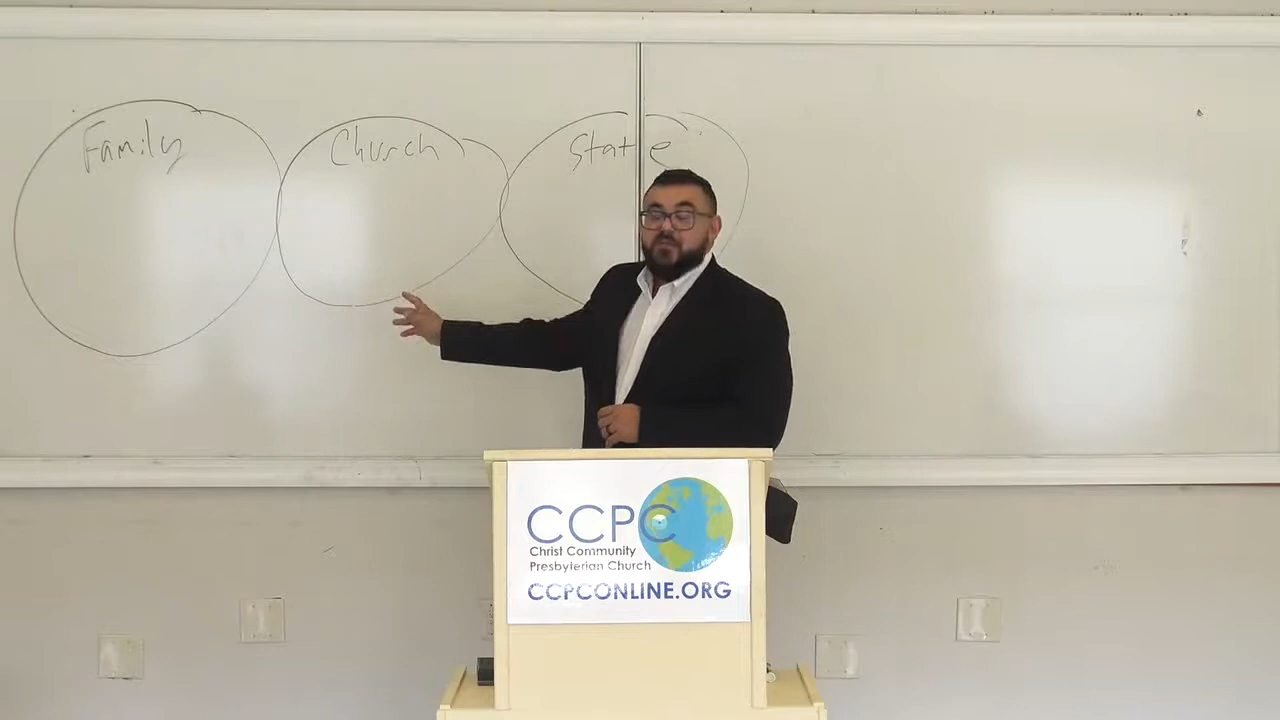 Family
Church
State
CCPC
Christ Community
Presbyterian Church
CCPCONLINE.ORG